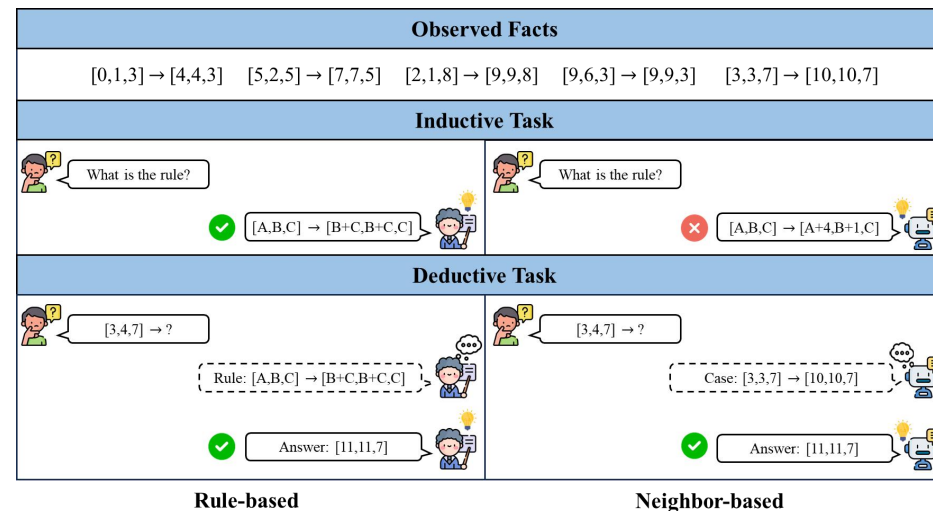 Observed Facts
[0,1,3] → [4,4,3] [5,2,5] → [7,7,5] [2,1,8] → [9,9,8] [9,6,3] → [9,9,3] [3,3,7] → [10,10,7]
Inductive Task
What is the rule?
[A,B,C] → [B+C,B+C,C]
What is the rule?
[A,B,C] → [A+4,B+1,C]
Deductive Task
[3,4,7] → ?
Rule: [A,B,C] → [B+C,B+C,C]
Answer: [11,11,7]
[3,4,7] → ?
Case: [3,3,7] → [10,10,7]
Answer: [11,11,7]
Rule-based
Neighbor-based